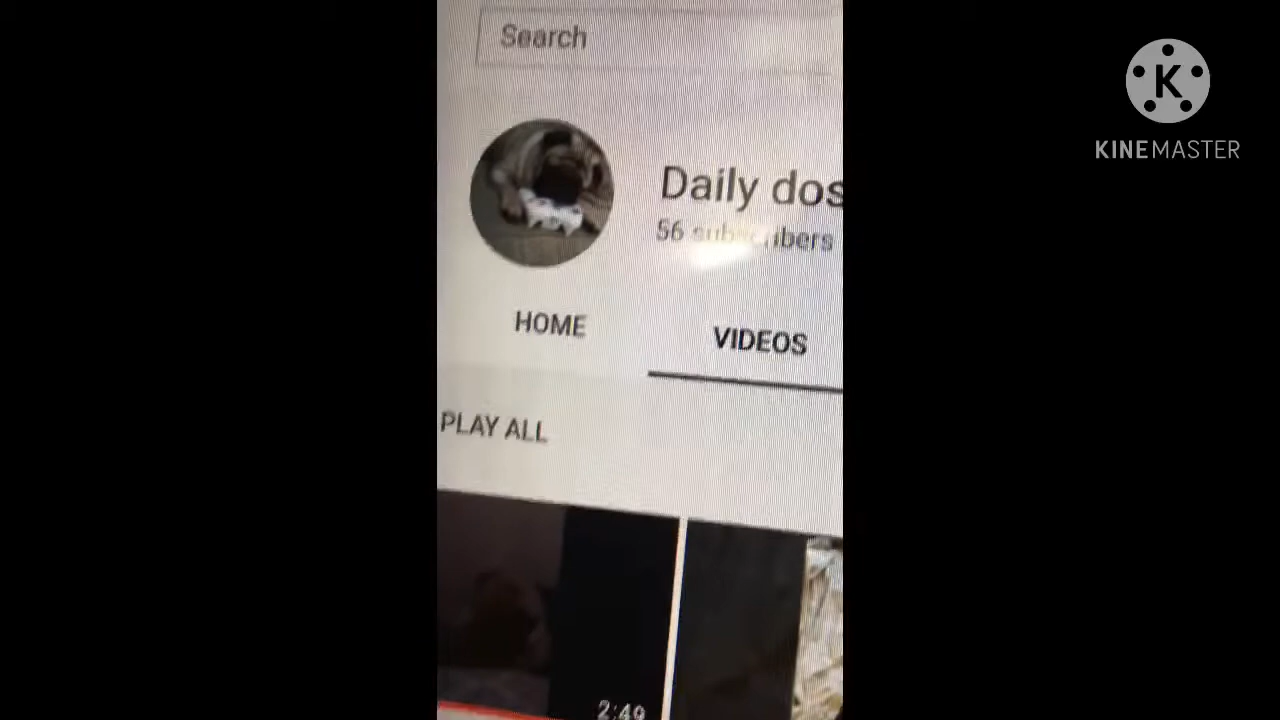 Search
Daily dos
56 subscribers
HOME
VIDEOS
PLAY ALL
2:49
K
KINEMASTER